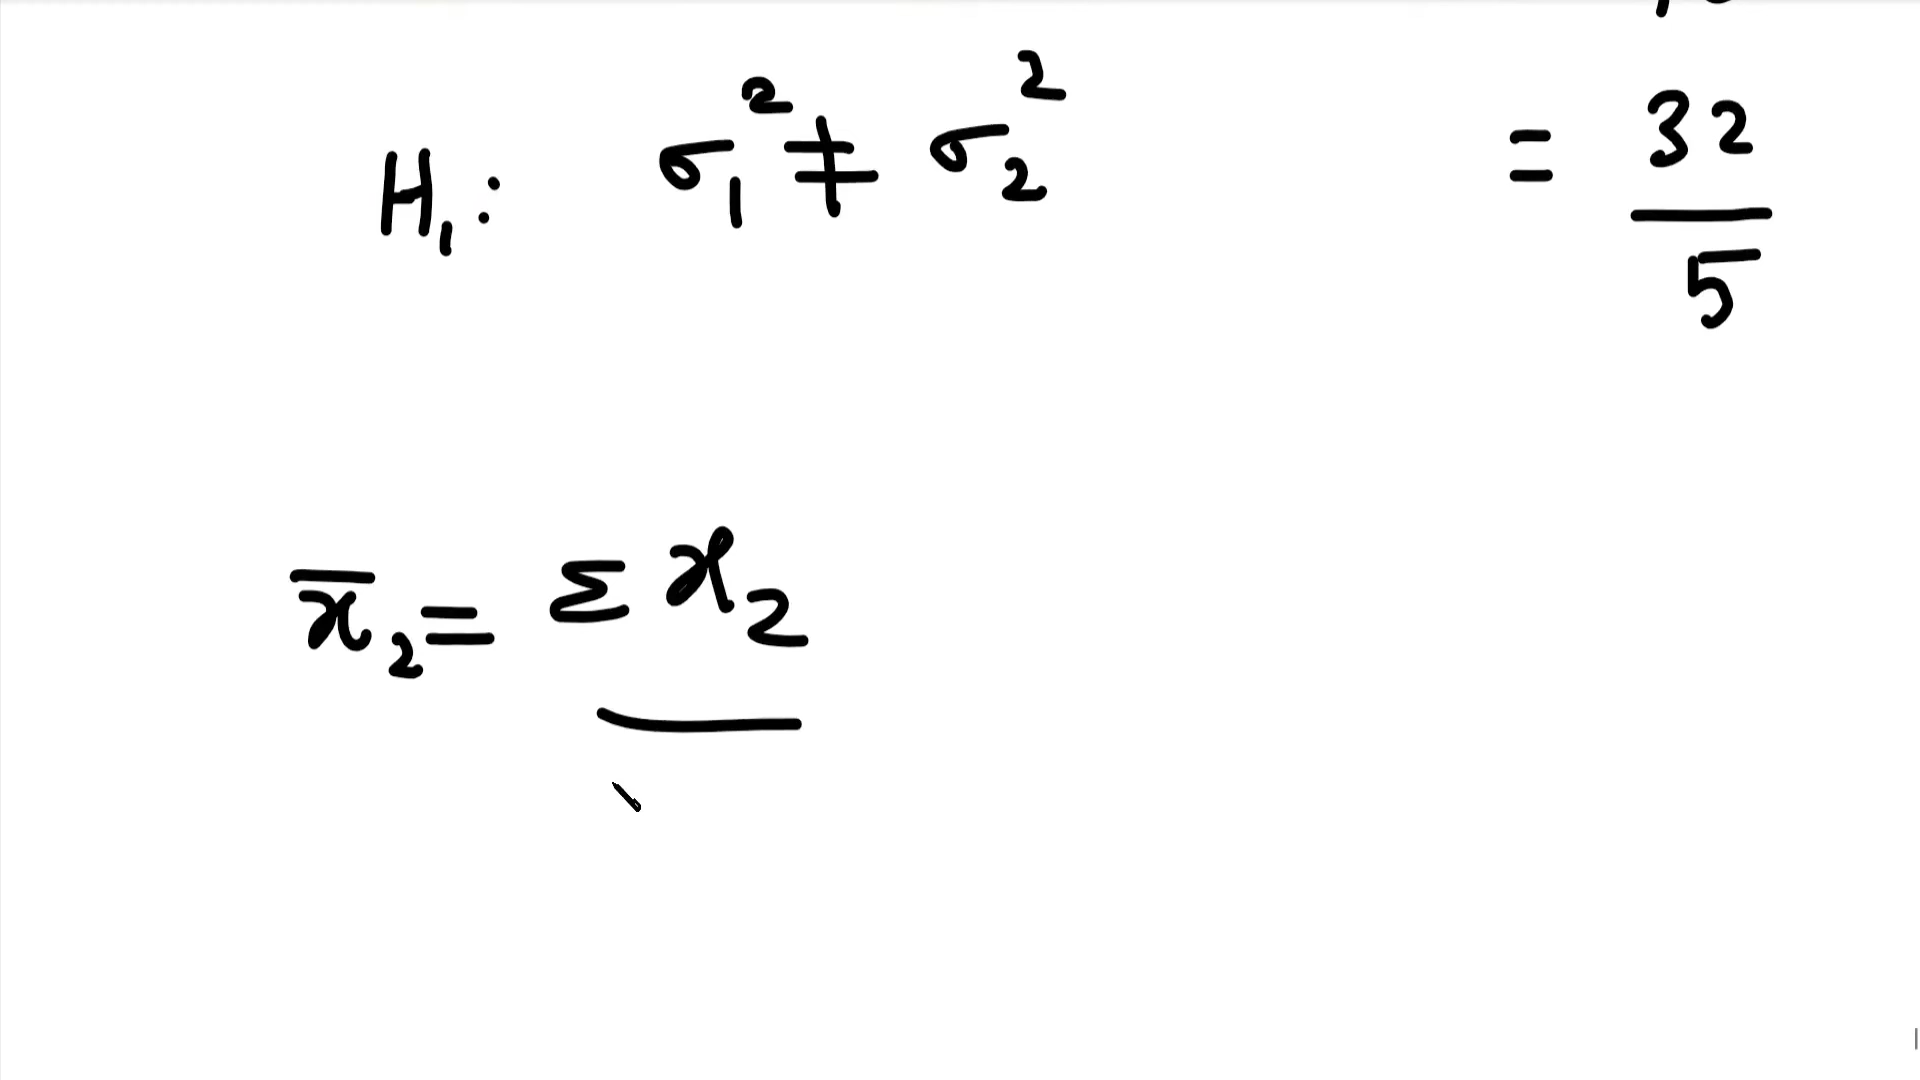 H₁: σ₁² ≠ σ₂²
= 32/5
x̄₂ = Σx₂